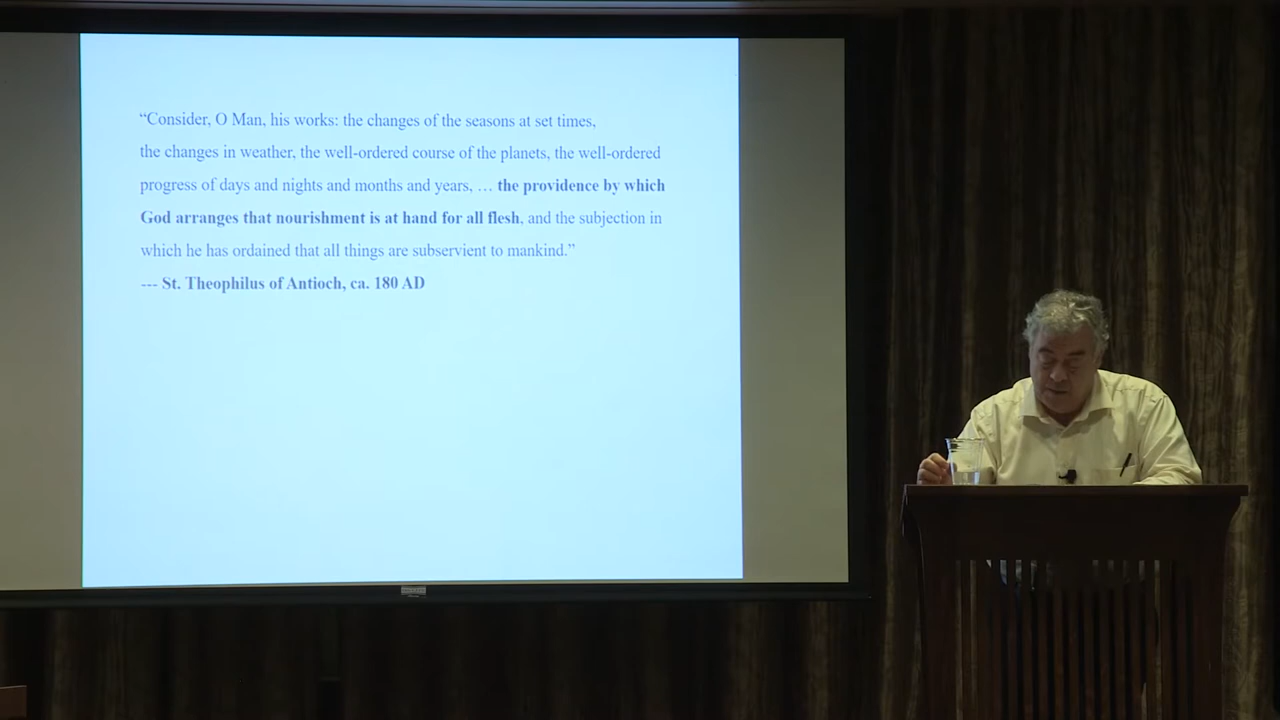 “Consider, O Man, his works: the changes of the seasons at set times,
the changes in weather, the well-ordered course of the planets, the well-ordered
progress of days and nights and months and years, … the providence by which
God arranges that nourishment is at hand for all flesh, and the subjection in
which he has ordained that all things are subservient to mankind.”
--- St. Theophilus of Antioch, ca. 180 AD